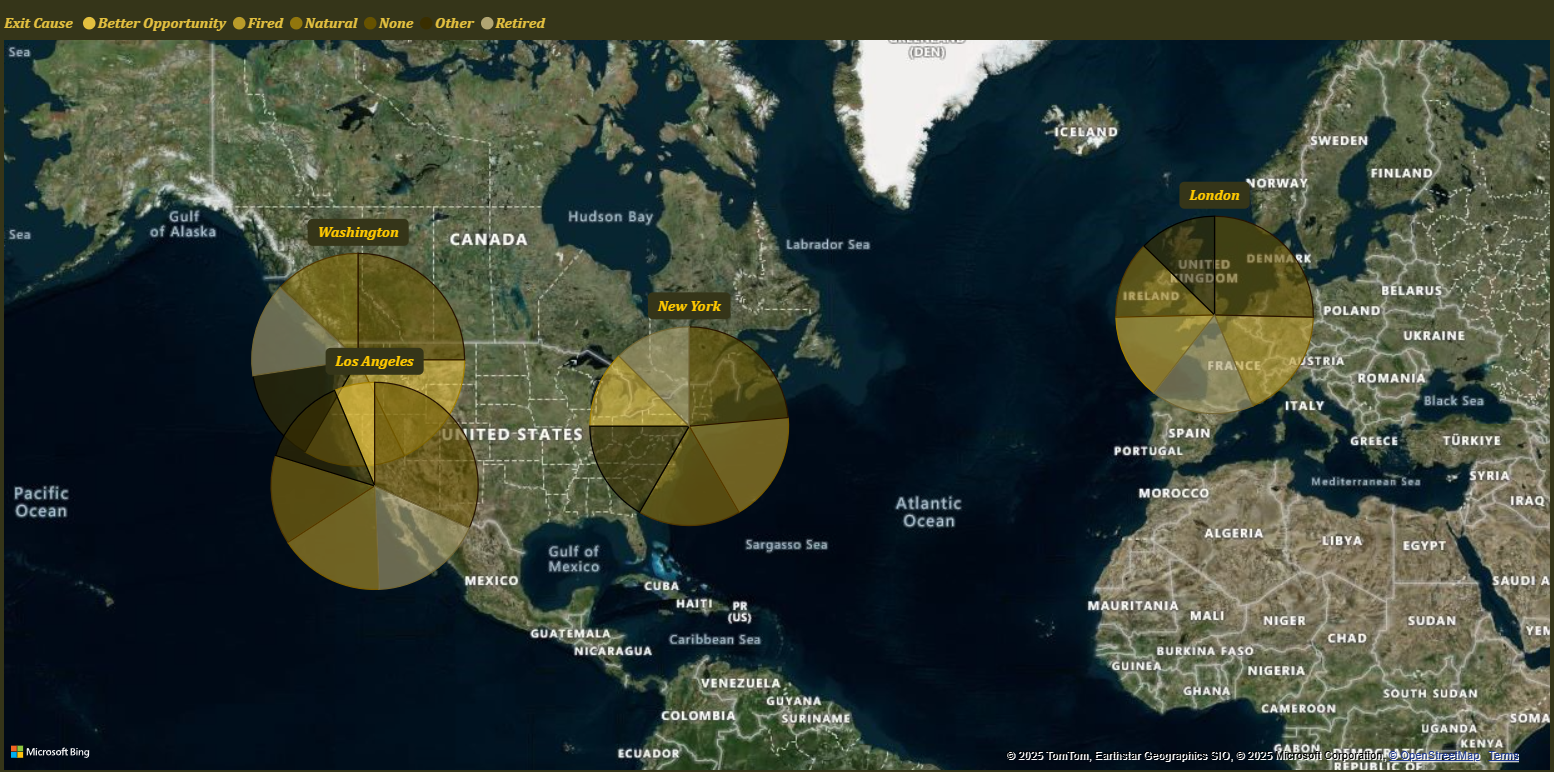 Exit Cause Better Opportunity Fired Natural None Other Retired
Sea
GREENLAND
(DEN)
ICELAND
SWEDEN
FINLAND
NORWAY
London
Gulf
of Alaska
Hudson Bay
Sea
Washington
CANADA
Labrador Sea
UNITED
KINGDOM
DENMARK
IRELAND
BELARUS
POLAND
New York
UKRAINE
Los Angeles
FRANCE
AUSTRIA
ROMANIA
Black Sea
ITALY
UNITED STATES
SPAIN
GREECE
TÜRKIYE
PORTUGAL
Mediterranean Sea
SYRIA
Pacific
Ocean
MOROCCO
IRAQ
Atlantic
Ocean
ALGERIA
LIBYA
EGYPT
Sargasso Sea
Gulf of
Mexico
MEXICO
CUBA
SAUDI A
HAITI
PR
(US)
MAURITANIA
MALI
NIGER
SUDAN
GUATEMALA
Caribbean Sea
CHAD
YEM
NICARAGUA
BURKINA FASO
GUINEA
NIGERIA
VENEZUELA
GHANA
SOUTH SUDAN
GUYANA
CAMEROON
COLOMBIA
SURINAME
SOMA
UGANDA
KENYA
GABON
DEMOCRATIC
REPUBLIC OF
ECUADOR
Microsoft Bing
© 2025 TomTom, Earthstar Geographics SIO, © 2025 Microsoft Corporation, © OpenStreetMap Terms